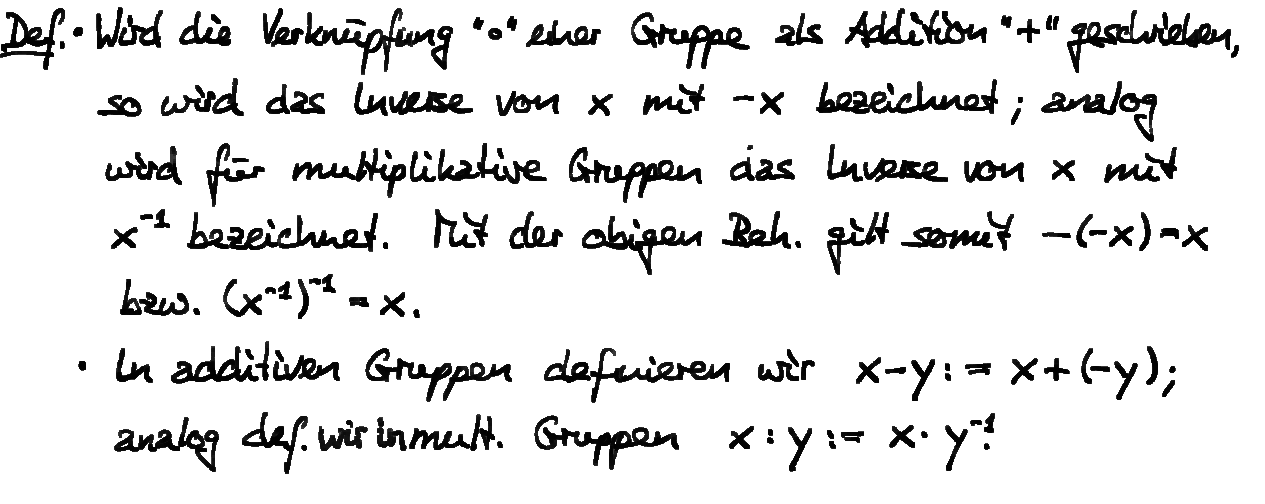 Def. • Wird die Verknüpfung "∘" einer Gruppe als Addition "+" geschrieben,
so wird das Inverse von x mit -x bezeichnet; analog
wird für multiplikative Gruppen das Inverse von x mit
x⁻¹ bezeichnet. Mit der obigen Beh. gilt somit -(-x) = x
bzw. (x⁻¹)⁻¹ = x.
• In additiven Gruppen definieren wir x-y := x+(-y);
analog def. wir in mult. Gruppen x:y := x·y⁻¹.